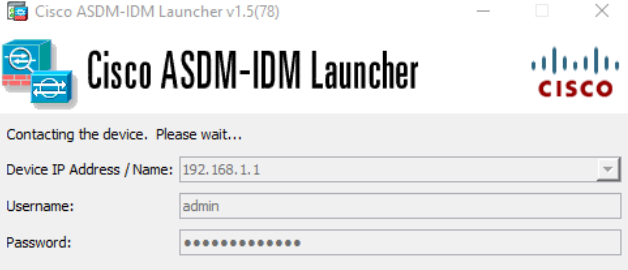 Cisco ASDM-IDM Launcher v1.5(78)
Cisco ASDM-IDM Launcher
CISCO
Contacting the device. Please wait...
Device IP Address / Name: 192.168.1.1
Username: admin
Password: •••••••••••••